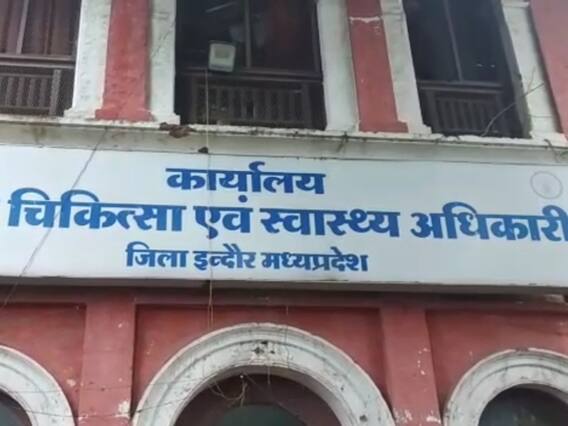 कार्यालय
चिकित्सा एवं स्वास्थ्य अधिकारी
जिला इन्दौर मध्यप्रदेश